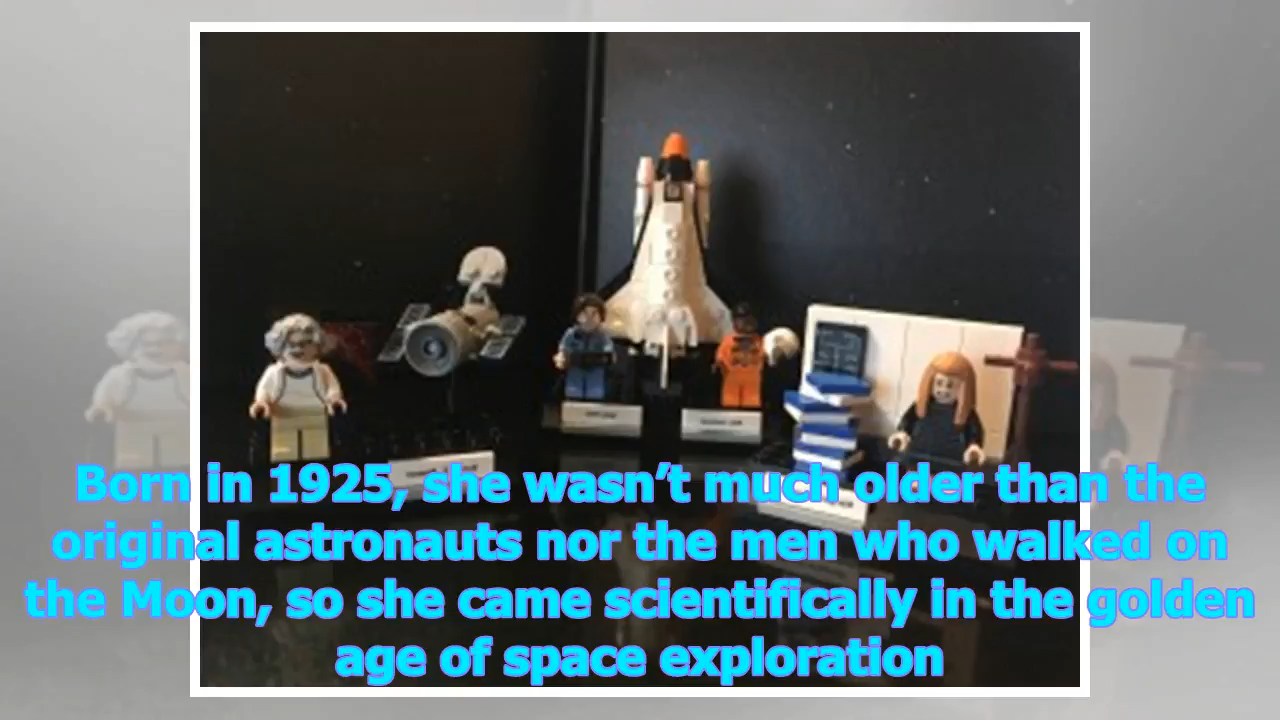 Born in 1925, she wasn’t much older than the
original astronauts nor the men who walked on
the Moon, so she came scientifically in the golden
age of space exploration